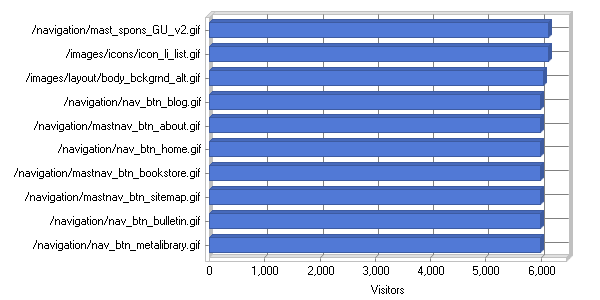 /navigation/mast_spons_GU_v2.gif
/images/icons/icon_li_list.gif
/images/layout/body_bckgrnd_alt.gif
/navigation/nav_btn_blog.gif
/navigation/mastnav_btn_about.gif
/navigation/nav_btn_home.gif
/navigation/mastnav_btn_bookstore.gif
/navigation/mastnav_btn_sitemap.gif
/navigation/nav_btn_bulletin.gif
/navigation/nav_btn_metalibrary.gif
0 1,000 2,000 3,000 4,000 5,000 6,000
Visitors